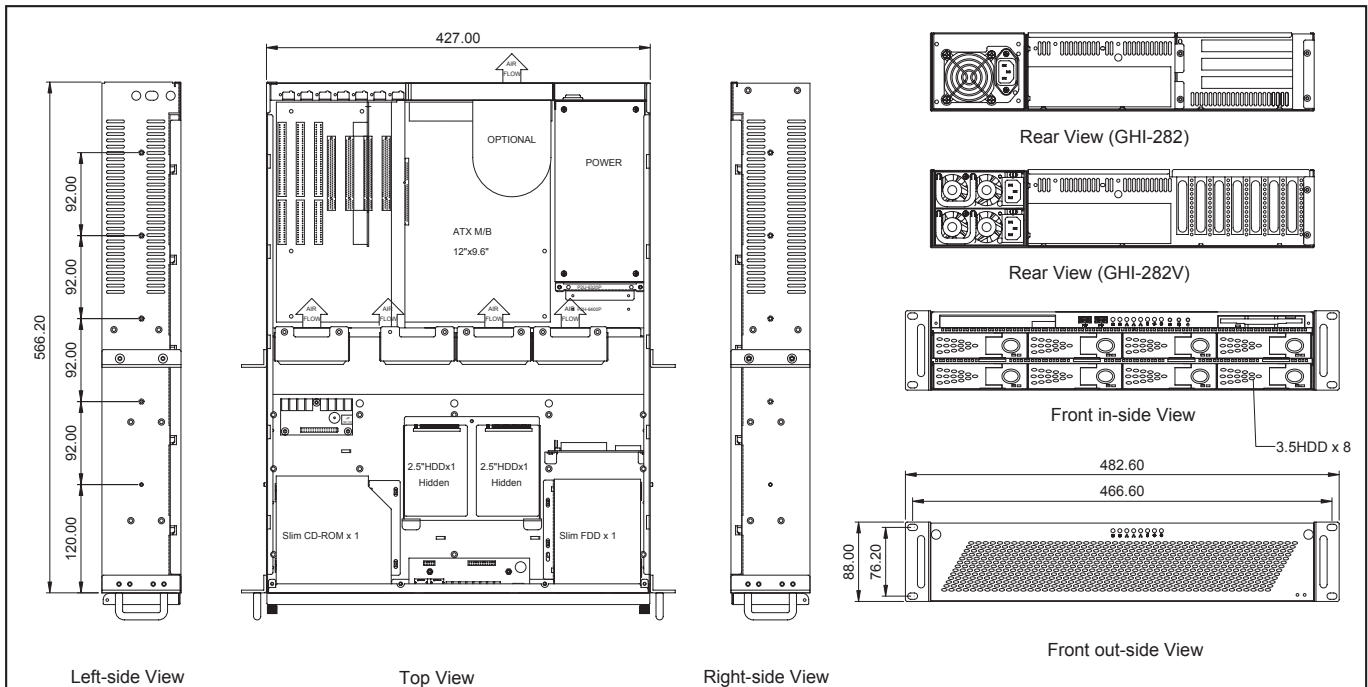 427.00
AIR
FLOW
566.20
92.00
92.00
922.00
922.00
120.00
OPTIONAL
POWER
ATX M/B
12"x9.6"
AIR
FLOW
AIR
FLOW
AIR
FLOW
AIR
FLOW
2.5"HDDx1
Hidden
2.5"HDDx1
Hidden
Slim CD-ROM x 1
Slim FDD x 1
Left-side View
Top View
Right-side View
Rear View (GHI-282)
Rear View (GHI-282V)
Front in-side View
3.5HDD x 8
482.60
466.60
88.00
76.20
Front out-side View